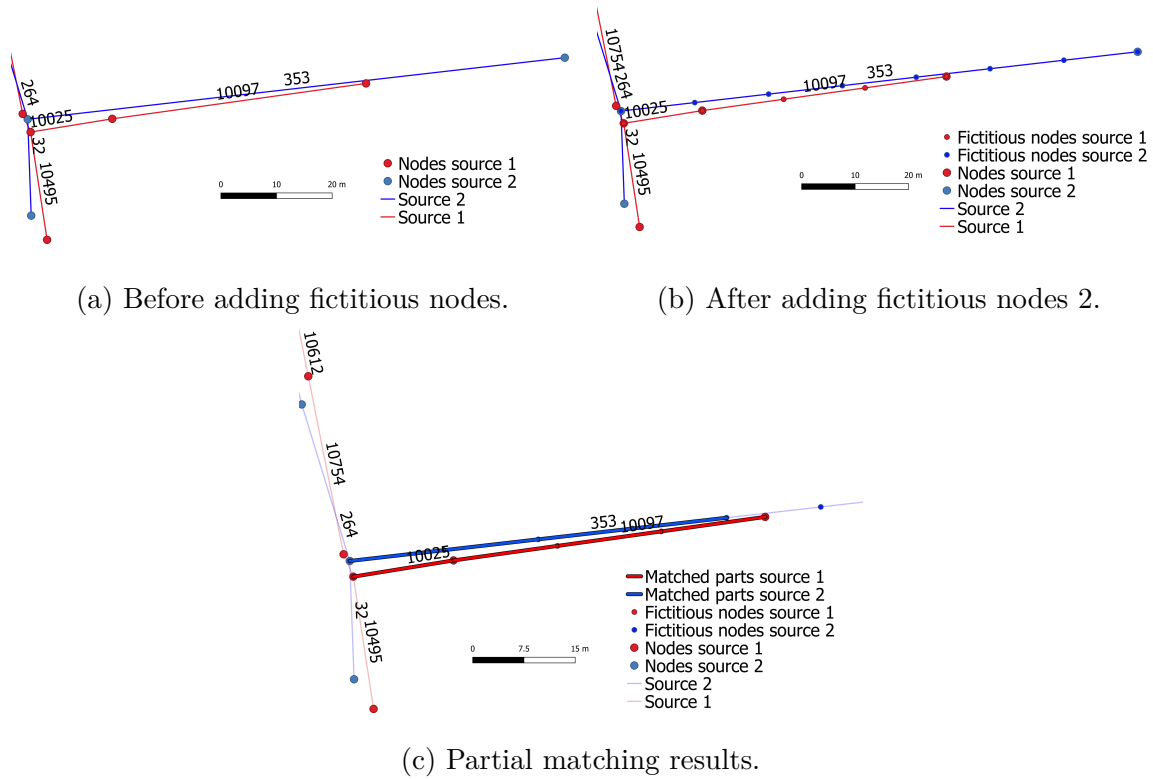 264
10025
32
10495
10097
353
Nodes source 1
Nodes source 2
Source 2
Source 1
0 10 20 m
(a) Before adding fictitious nodes.
10754
264
10025
32
10495
10097
353
Fictitious nodes source 1
Fictitious nodes source 2
Nodes source 1
Nodes source 2
Source 2
Source 1
0 10 20 m
(b) After adding fictitious nodes 2.
10612
10754
264
10025
353
10097
32
10495
Matched parts source 1
Matched parts source 2
Fictitious nodes source 1
Fictitious nodes source 2
Nodes source 1
Nodes source 2
Source 2
Source 1
0 7.5 15 m
(c) Partial matching results.